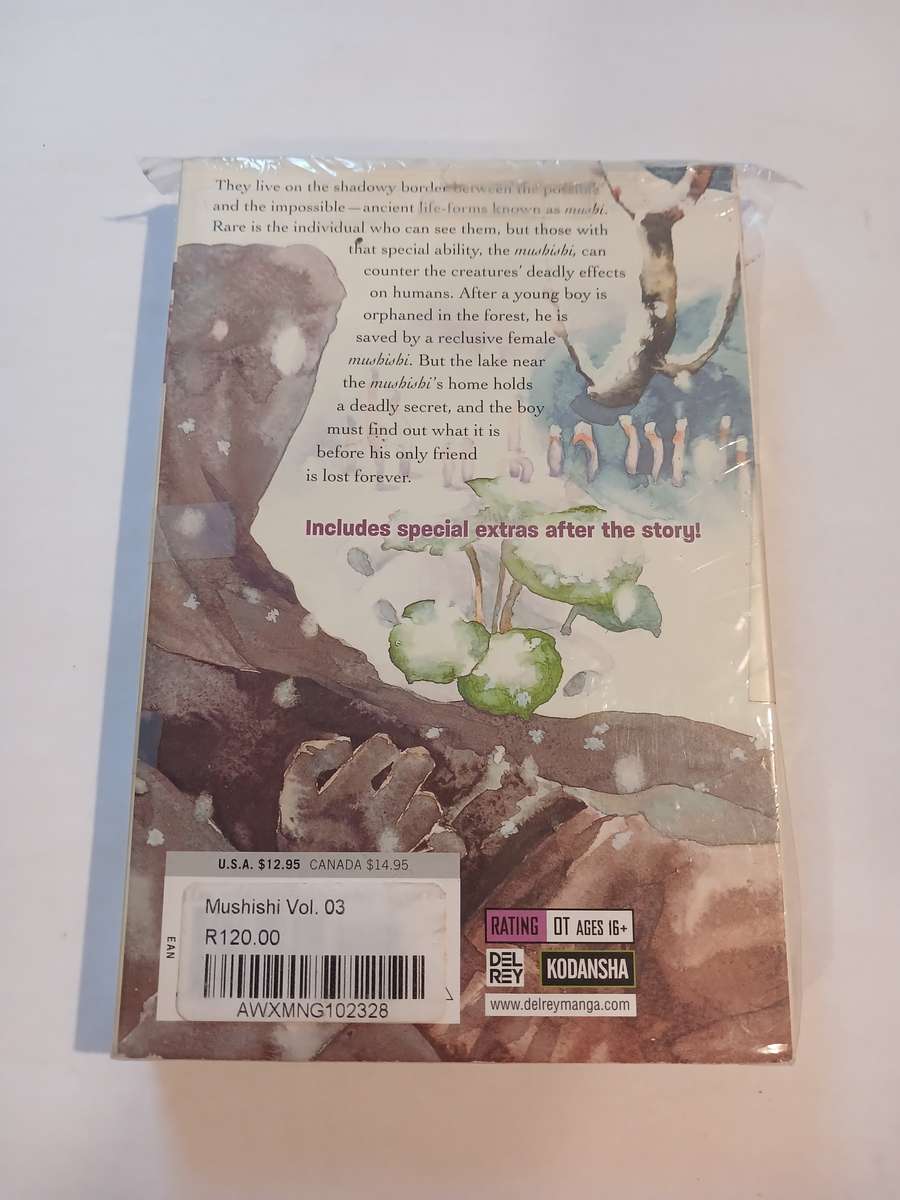 They live on the shadowy border between the possible
and the impossible—ancient life-forms known as mushi.
Rare is the individual who can see them, but those with
that special ability, the mushishi, can
counter the creatures' deadly effects
on humans. After a young boy is
orphaned in the forest, he is
saved by a reclusive female
mushishi. But the lake near
the mushishi's home holds
a deadly secret, and the boy
must find out what it is
before his only friend
is lost forever.
Includes special extras after the story!
U.S.A. $12.95 CANADA $14.95
Mushishi Vol. 03
R120.00
AWXMNG102328
EAN
RATING OT AGES 16+
DEL
REY
KODANSHA
www.delreymanga.com